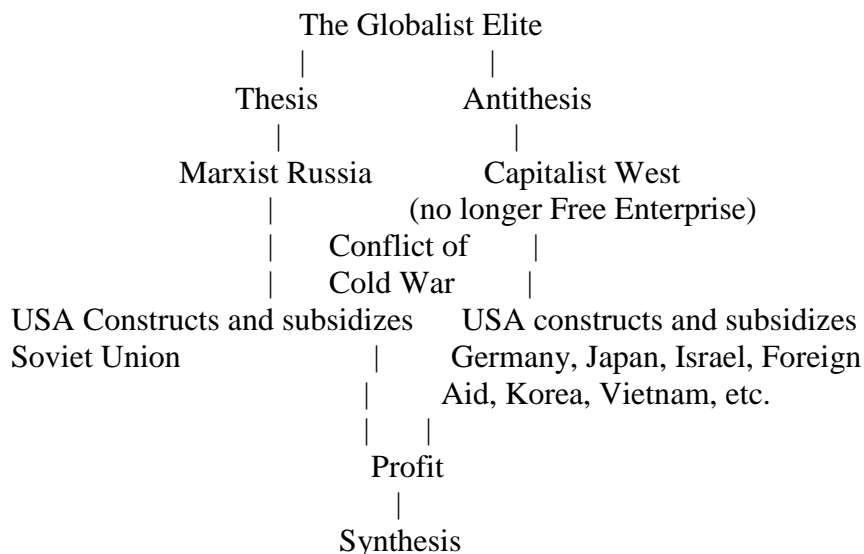 The Globalist Elite
| |
Thesis Antithesis
| |
Marxist Russia Capitalist West
| (no longer Free Enterprise)
| Conflict of |
| Cold War |
USA Constructs and subsidizes USA constructs and subsidizes
Soviet Union | Germany, Japan, Israel, Foreign
| Aid, Korea, Vietnam, etc.
| |
Profit
|
Synthesis